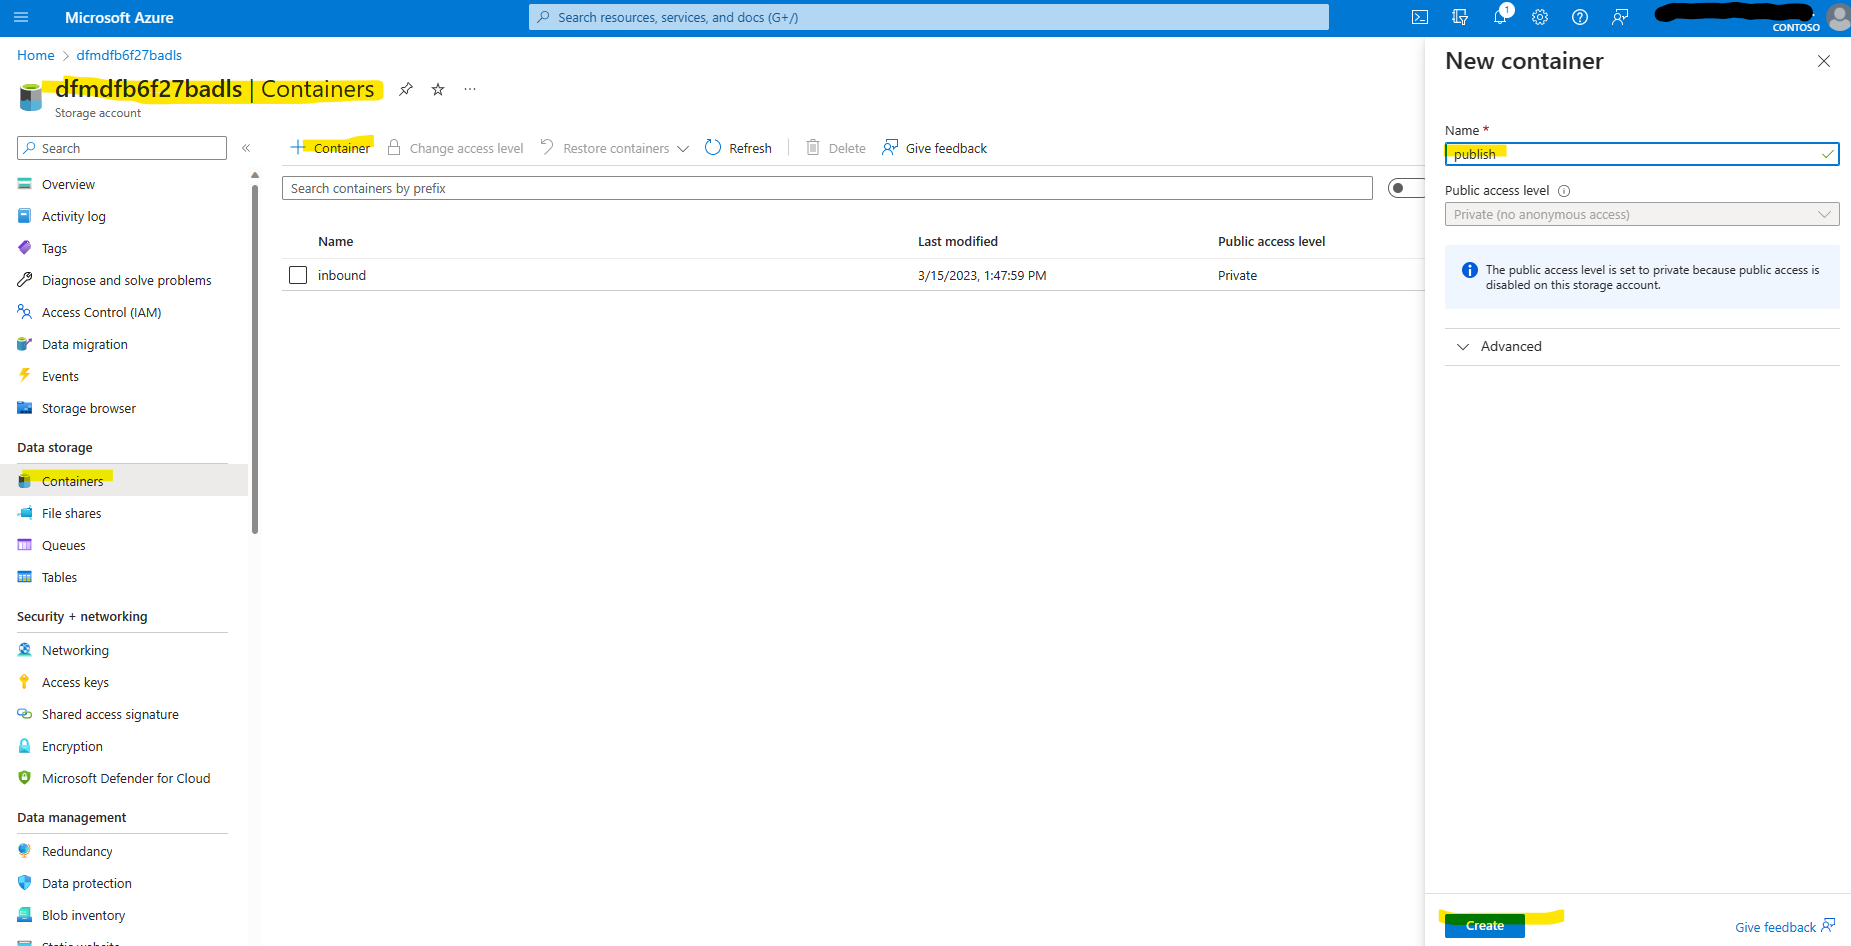 Microsoft Azure
Search resources, services, and docs (G+/)
1
CONTOSO
Home > dfmdfb6f27badls
dfmdfb6f27badls | Containers
...
Storage account
Search
«
Overview
Activity log
Tags
Diagnose and solve problems
Access Control (IAM)
Data migration
Events
Storage browser
Data storage
Containers
File shares
Queues
Tables
Security + networking
Networking
Access keys
Shared access signature
Encryption
Microsoft Defender for Cloud
Data management
Redundancy
Data protection
Blob inventory
Static website
+ Container
Change access level
Restore containers
Refresh
Delete
Give feedback
Search containers by prefix
Name Last modified Public access level
inbound 3/15/2023, 1:47:59 PM Private
New container
Name *
publish
Public access level
Private (no anonymous access)
The public access level is set to private because public access is
disabled on this storage account.
Advanced
Create
Give feedback